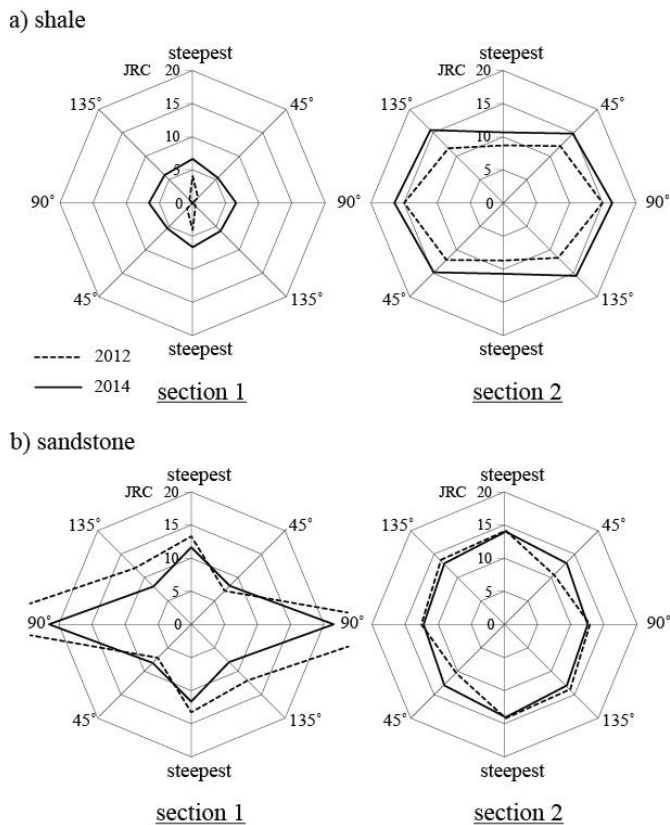 a) shale
steepest
JRC 20
135° 15 45°
10
5
90° 0 90°
45° 135°
steepest
section 1
steepest
JRC 20
135° 15 45°
10
5
90° 0 90°
45° 135°
steepest
section 2
2012
2014
b) sandstone
steepest
JRC 20
135° 15 45°
10
5
90° 0 90°
45° 135°
steepest
section 1
steepest
JRC 20
135° 15 45°
10
5
90° 0 90°
45° 135°
steepest
section 2